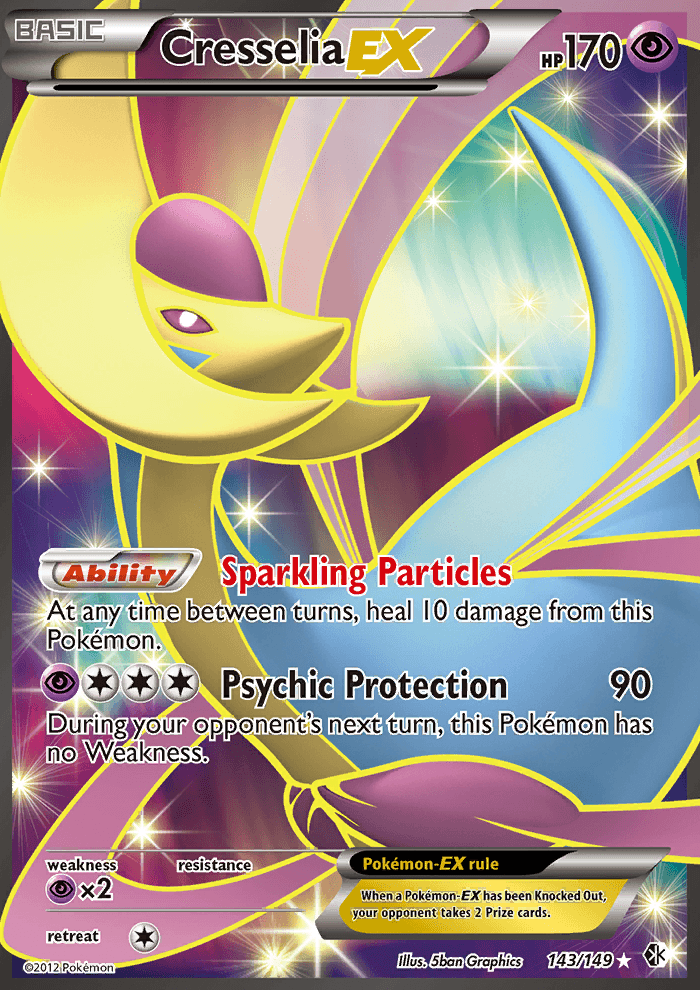 BASIC
Cresselia EX
HP170
Ability Sparkling Particles
At any time between turns, heal 10 damage from this
Pokémon.
Psychic Protection 90
During your opponent's next turn, this Pokémon has
no Weakness.
weakness resistance
×2
retreat
Pokémon-EX rule
When a Pokémon-EX has been Knocked Out,
your opponent takes 2 Prize cards.
©2012 Pokémon
Illus. 5ban Graphics 143/149